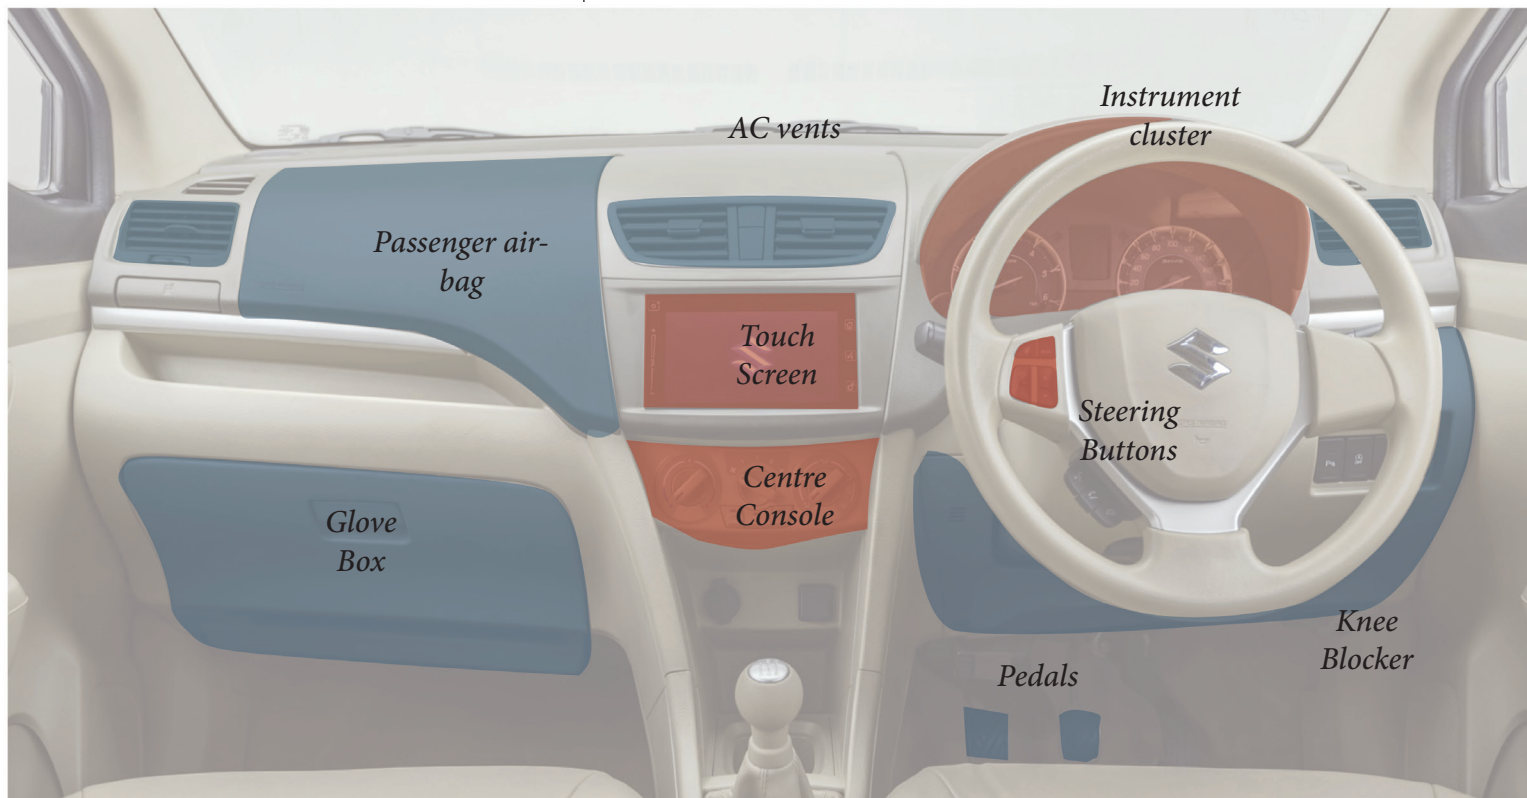 Instrument
cluster
AC vents
Passenger air-
bag
Touch
Screen
Steering
Buttons
Centre
Console
Glove
Box
Knee
Blocker
Pedals